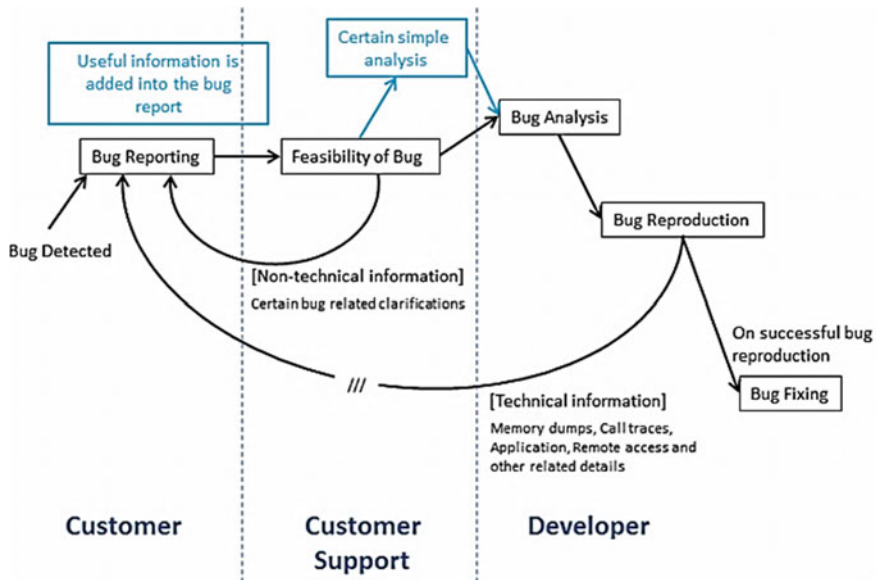 Useful information is
added into the bug
report
Certain simple
analysis
Bug Reporting
Feasibility of Bug
Bug Analysis
Bug Detected
Bug Reproduction
[Non-technical information]
Certain bug related clarifications
On successful bug
reproduction
Bug Fixing
///
[Technical information]
Memory dumps, Call traces,
Application, Remote access and
other related details
Customer
Customer
Support
Developer